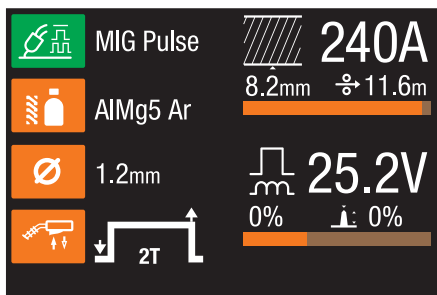 MIG Pulse
240A
8.2mm
11.6m
AlMg5 Ar
1.2mm
25.2V
0%
0%
2T